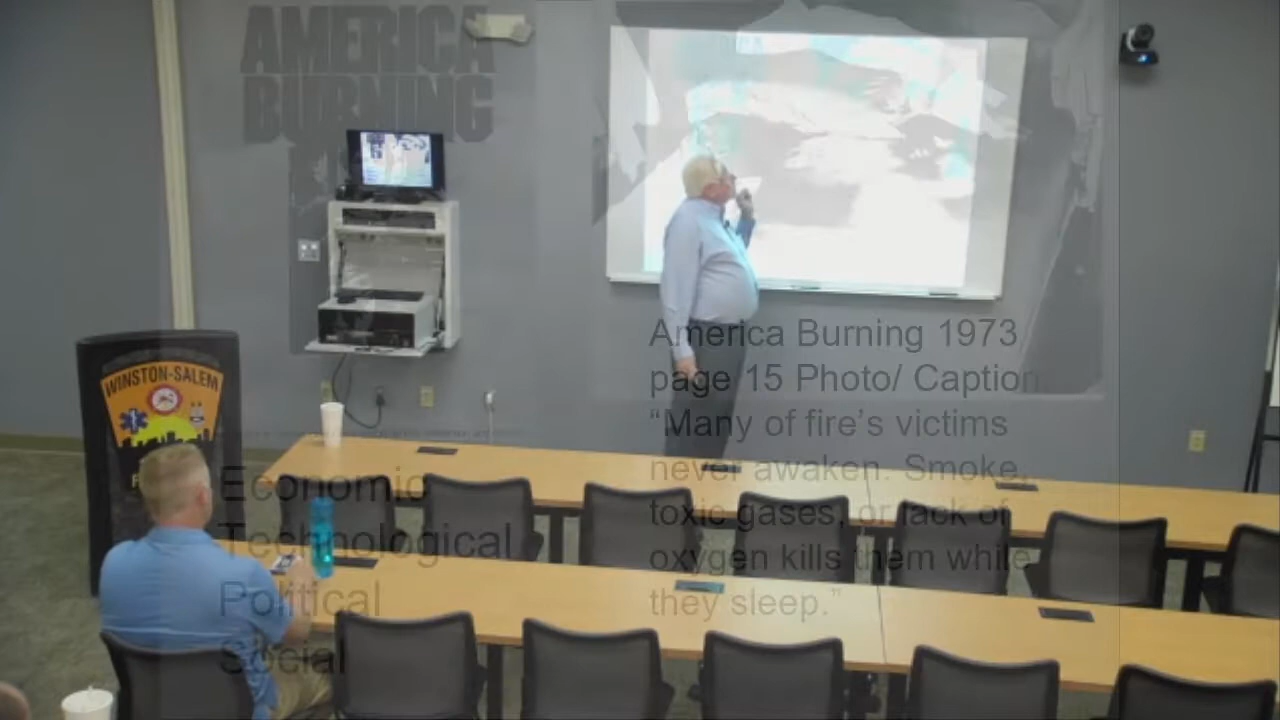 AMERICA
BURNING
WINSTON-SALEM
America Burning 1973
page 15 Photo/ Caption
“Many of fire’s victims
never awaken. Smoke,
toxic gases, or lack of
oxygen kills them while
they sleep.”
Economic
Technological
Political
Social